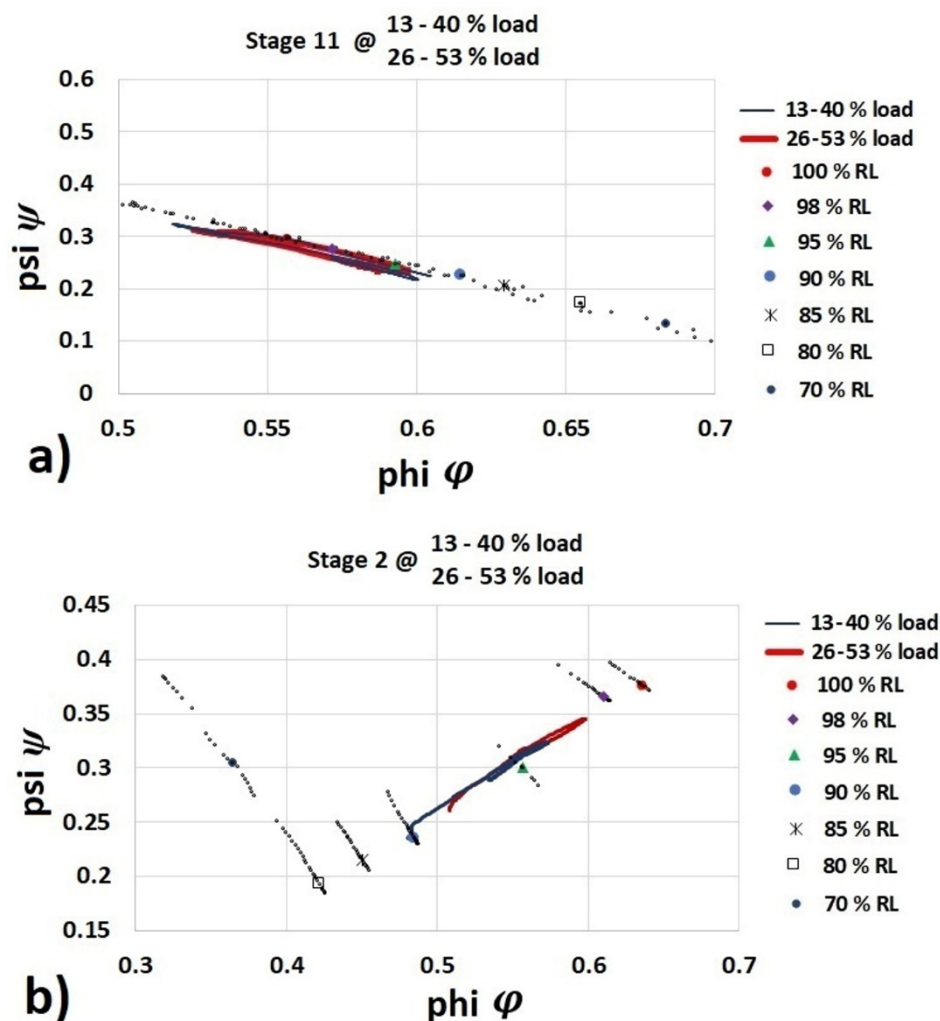 Stage 11 @ 13 - 40 % load
26 - 53 % load
0.6
0.5
0.4
0.3
0.2
0.1
0
psi ψ
0.5 0.55 0.6 0.65 0.7
phi φ
13-40 % load
26-53 % load
100 % RL
98 % RL
95 % RL
90 % RL
85 % RL
80 % RL
70 % RL
a)
Stage 2 @ 13 - 40 % load
26 - 53 % load
0.45
0.4
0.35
0.3
0.25
0.2
0.15
psi ψ
0.3 0.4 0.5 0.6 0.7
phi φ
13-40 % load
26-53 % load
100 % RL
98 % RL
95 % RL
90 % RL
85 % RL
80 % RL
70 % RL
b)